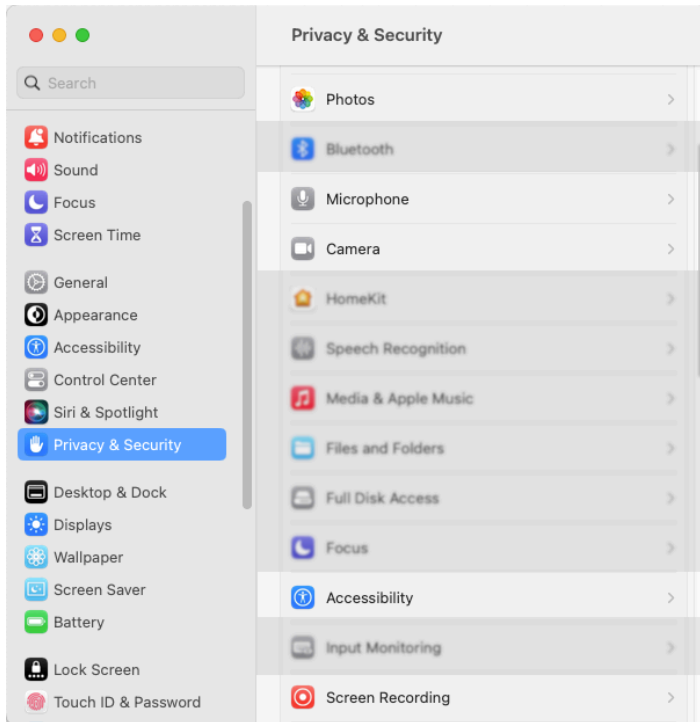 Privacy & Security
Search
Notifications
Sound
Focus
Screen Time
General
Appearance
Accessibility
Control Center
Siri & Spotlight
Privacy & Security
Desktop & Dock
Displays
Wallpaper
Screen Saver
Battery
Lock Screen
Touch ID & Password
Photos
Bluetooth
Microphone
Camera
HomeKit
Speech Recognition
Media & Apple Music
Files and Folders
Full Disk Access
Focus
Accessibility
Input Monitoring
Screen Recording